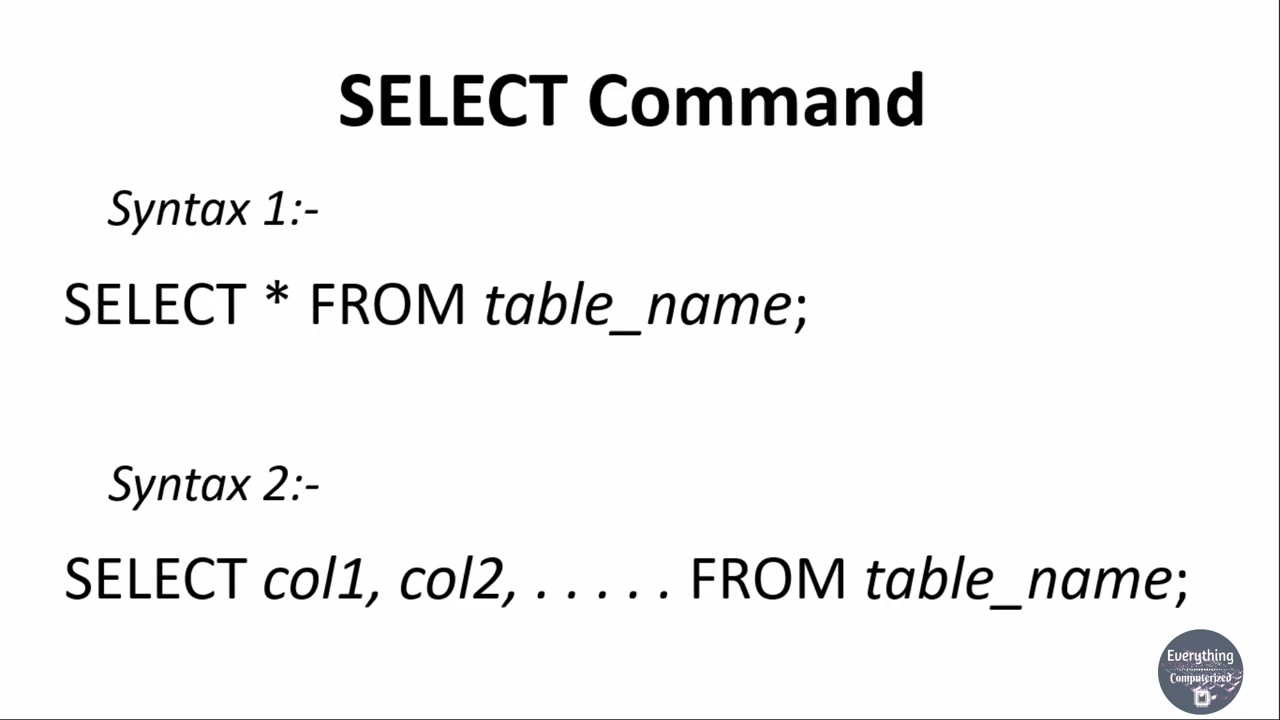 SELECT Command
Syntax 1:-
SELECT * FROM table_name;
Syntax 2:-
SELECT col1, col2, . . . . . FROM table_name;
Everything
Computerized